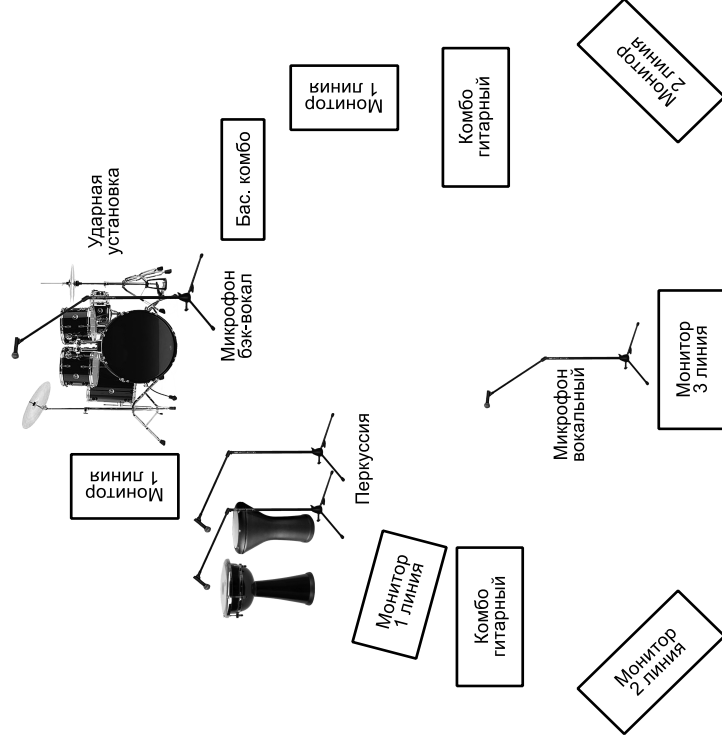 Монитор
2 линия
Монитор
1 линия
Комбо
гитарный
Бас. комбо
Ударная
установка
Микрофон
бэк-вокал
Монитор
3 линия
Микрофон
вокальный
Перкуссия
Монитор
1 линия
Монитор
1 линия
Комбо
гитарный
Монитор
2 линия